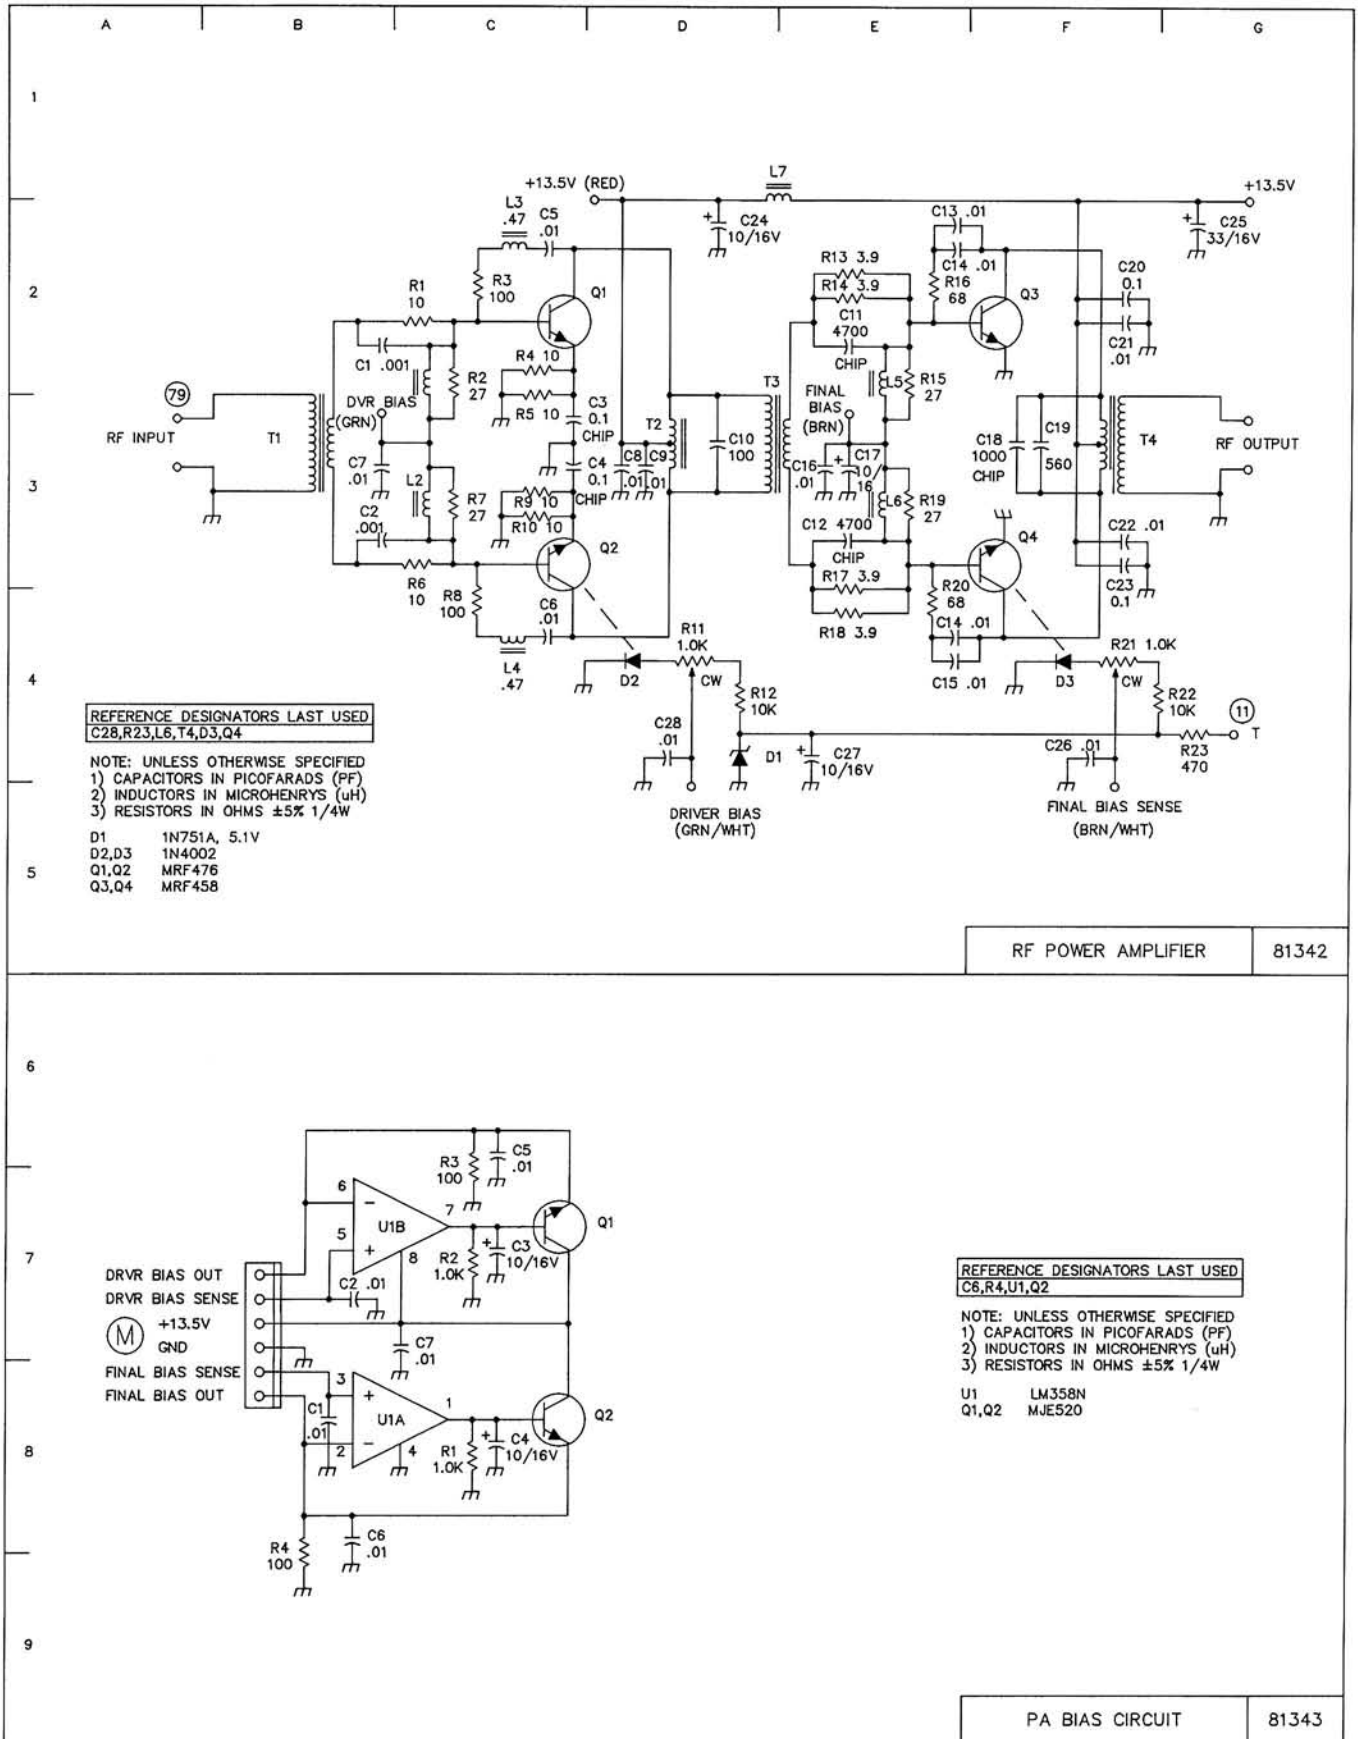 A B C D E F G
1
2
3
4
5
6
7
8
9
+13.5V (RED)
L7
+13.5V
L3
.47
C5
.01
C24
10/16V
C13 .01
C14 .01
C25
33/16V
R1
10
R3
100
Q1
R13 3.9
R14 3.9
C11
4700
CHIP
R16
68
Q3
C20
0.1
C21
.01
C1 .001
R2
27
R4 10
R5 10
79
RF INPUT
T1
DVR BIAS
(GRN)
C3
0.1
CHIP
T2
T3
FINAL
BIAS
(BRN)
L5
R15
27
C7
.01
L2
R7
27
C4
0.1
CHIP
C8
.01
C9
.01
C10
100
C16
.01
C17
10/
16
L6
R19
27
C18
1000
CHIP
C19
560
T4
RF OUTPUT
C2
.001
R9 10
R10 10
C12 4700
CHIP
C22 .01
Q2
Q4
R6
10
R8
100
C6
.01
R17 3.9
R18 3.9
R20
68
C23
0.1
L4
.47
R11
1.0K
C14 .01
C15 .01
R21 1.0K
D2
CW
R12
10K
D3
CW
R22
10K
11
T
C28
.01
D1
C27
10/16V
C26 .01
R23
470
DRIVER BIAS
(GRN/WHT)
FINAL BIAS SENSE
(BRN/WHT)
REFERENCE DESIGNATORS LAST USED
C28,R23,L6,T4,D3,Q4
NOTE: UNLESS OTHERWISE SPECIFIED
1) CAPACITORS IN PICOFARADS (PF)
2) INDUCTORS IN MICROHENRYS (uH)
3) RESISTORS IN OHMS ±5% 1/4W
D1 1N751A, 5.1V
D2,D3 1N4002
Q1,Q2 MRF476
Q3,Q4 MRF458
RF POWER AMPLIFIER 81342
R3
100
C5
.01
6
−
7
U1B
5
+
8
Q1
R2
1.0K
C3
10/16V
C2 .01
DRVR BIAS OUT
DRVR BIAS SENSE
M
+13.5V
GND
FINAL BIAS SENSE
FINAL BIAS OUT
C7
.01
3
+
1
U1A
C1
.01
2
−
4
Q2
R1
1.0K
C4
10/16V
R4
100
C6
.01
REFERENCE DESIGNATORS LAST USED
C6,R4,U1,Q2
NOTE: UNLESS OTHERWISE SPECIFIED
1) CAPACITORS IN PICOFARADS (PF)
2) INDUCTORS IN MICROHENRYS (uH)
3) RESISTORS IN OHMS ±5% 1/4W
U1 LM358N
Q1,Q2 MJE520
PA BIAS CIRCUIT 81343